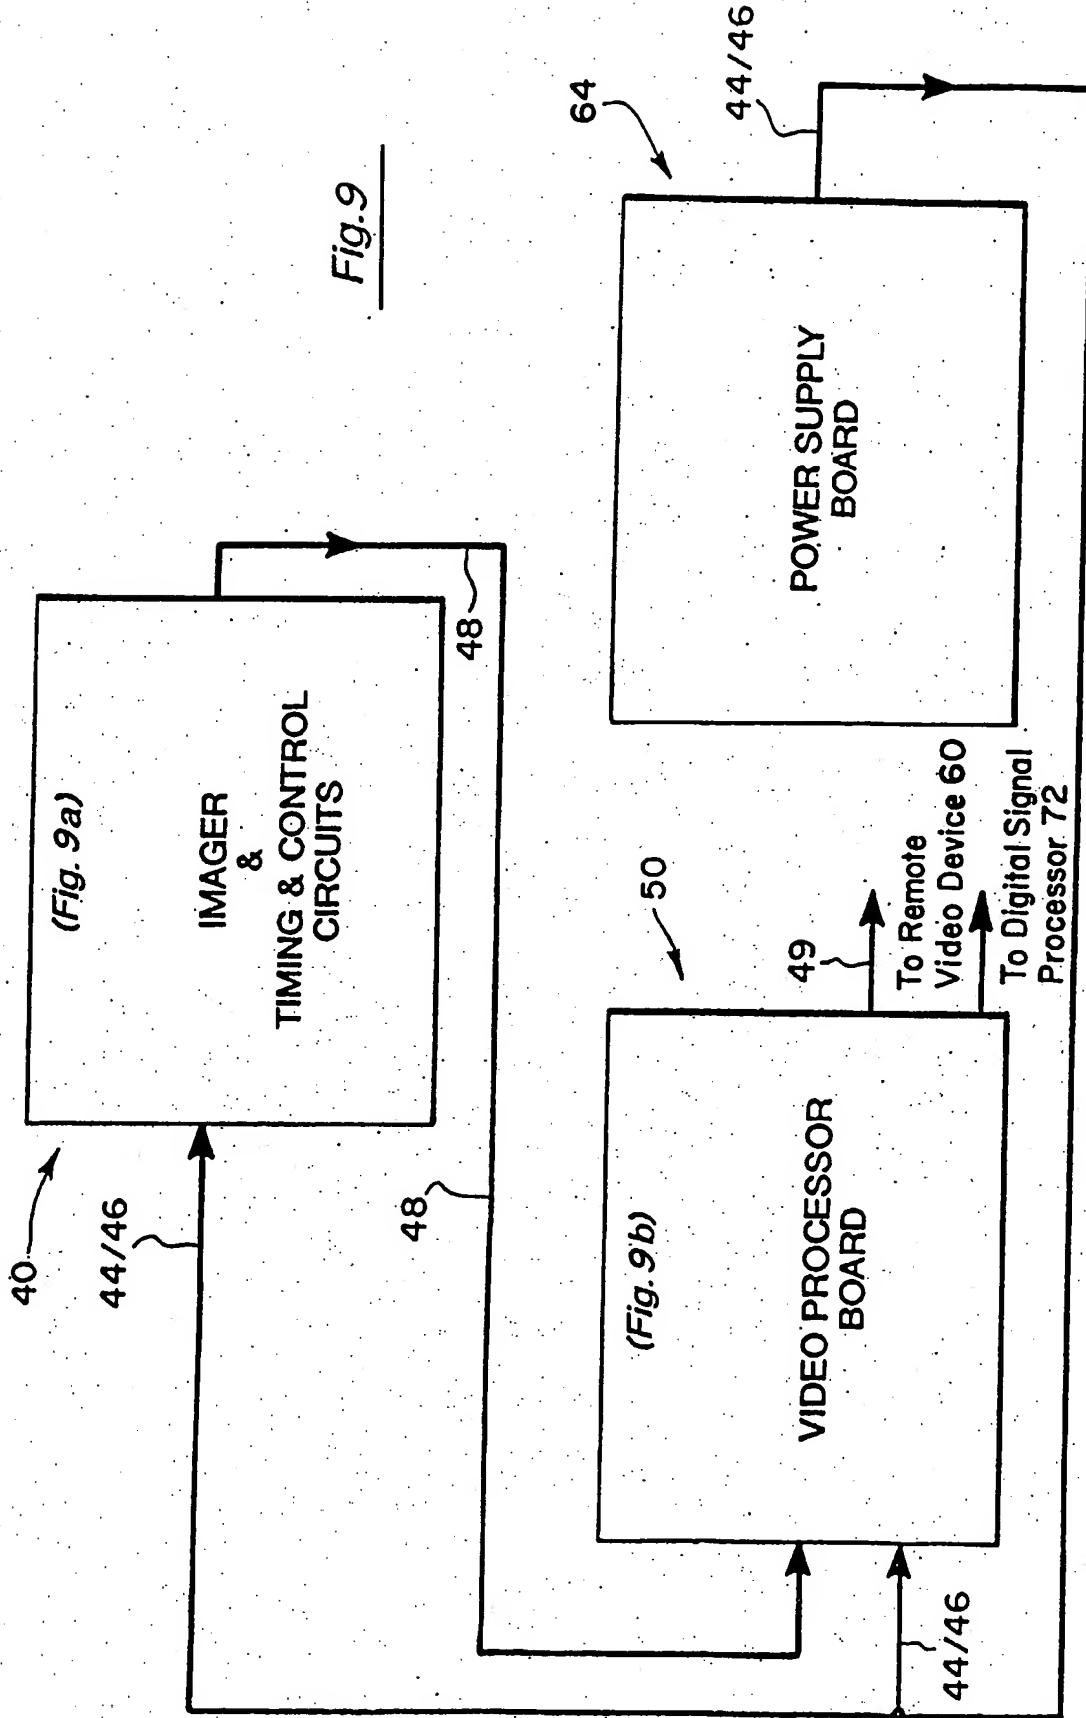 Fig.9
40
(Fig. 9a)
IMAGER
&
TIMING & CONTROL
CIRCUITS
44/46
48
48
50
(Fig. 9b)
VIDEO PROCESSOR
BOARD
44/46
49
To Remote
Video Device 60
To Digital Signal
Processor 72
64
POWER SUPPLY
BOARD
44/46